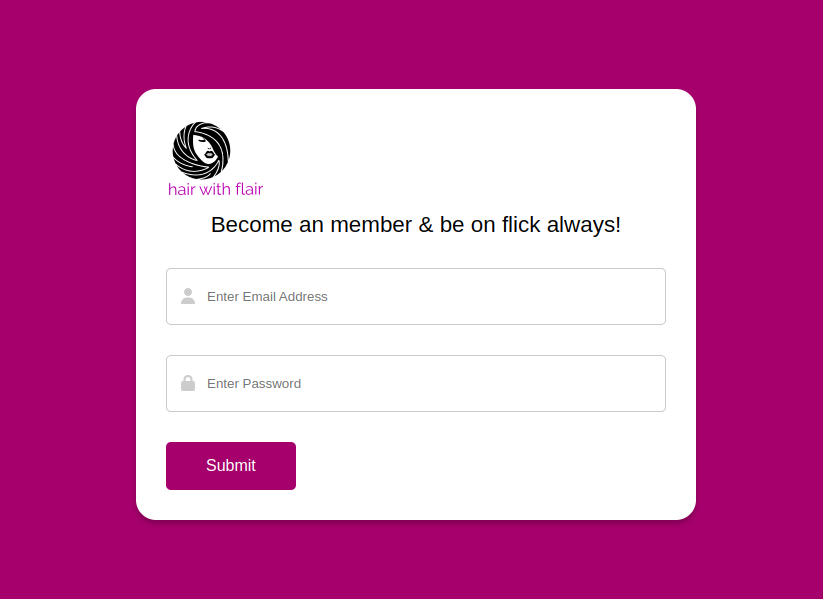 hair with flair
Become an member & be on flick always!
Enter Email Address
Enter Password
Submit